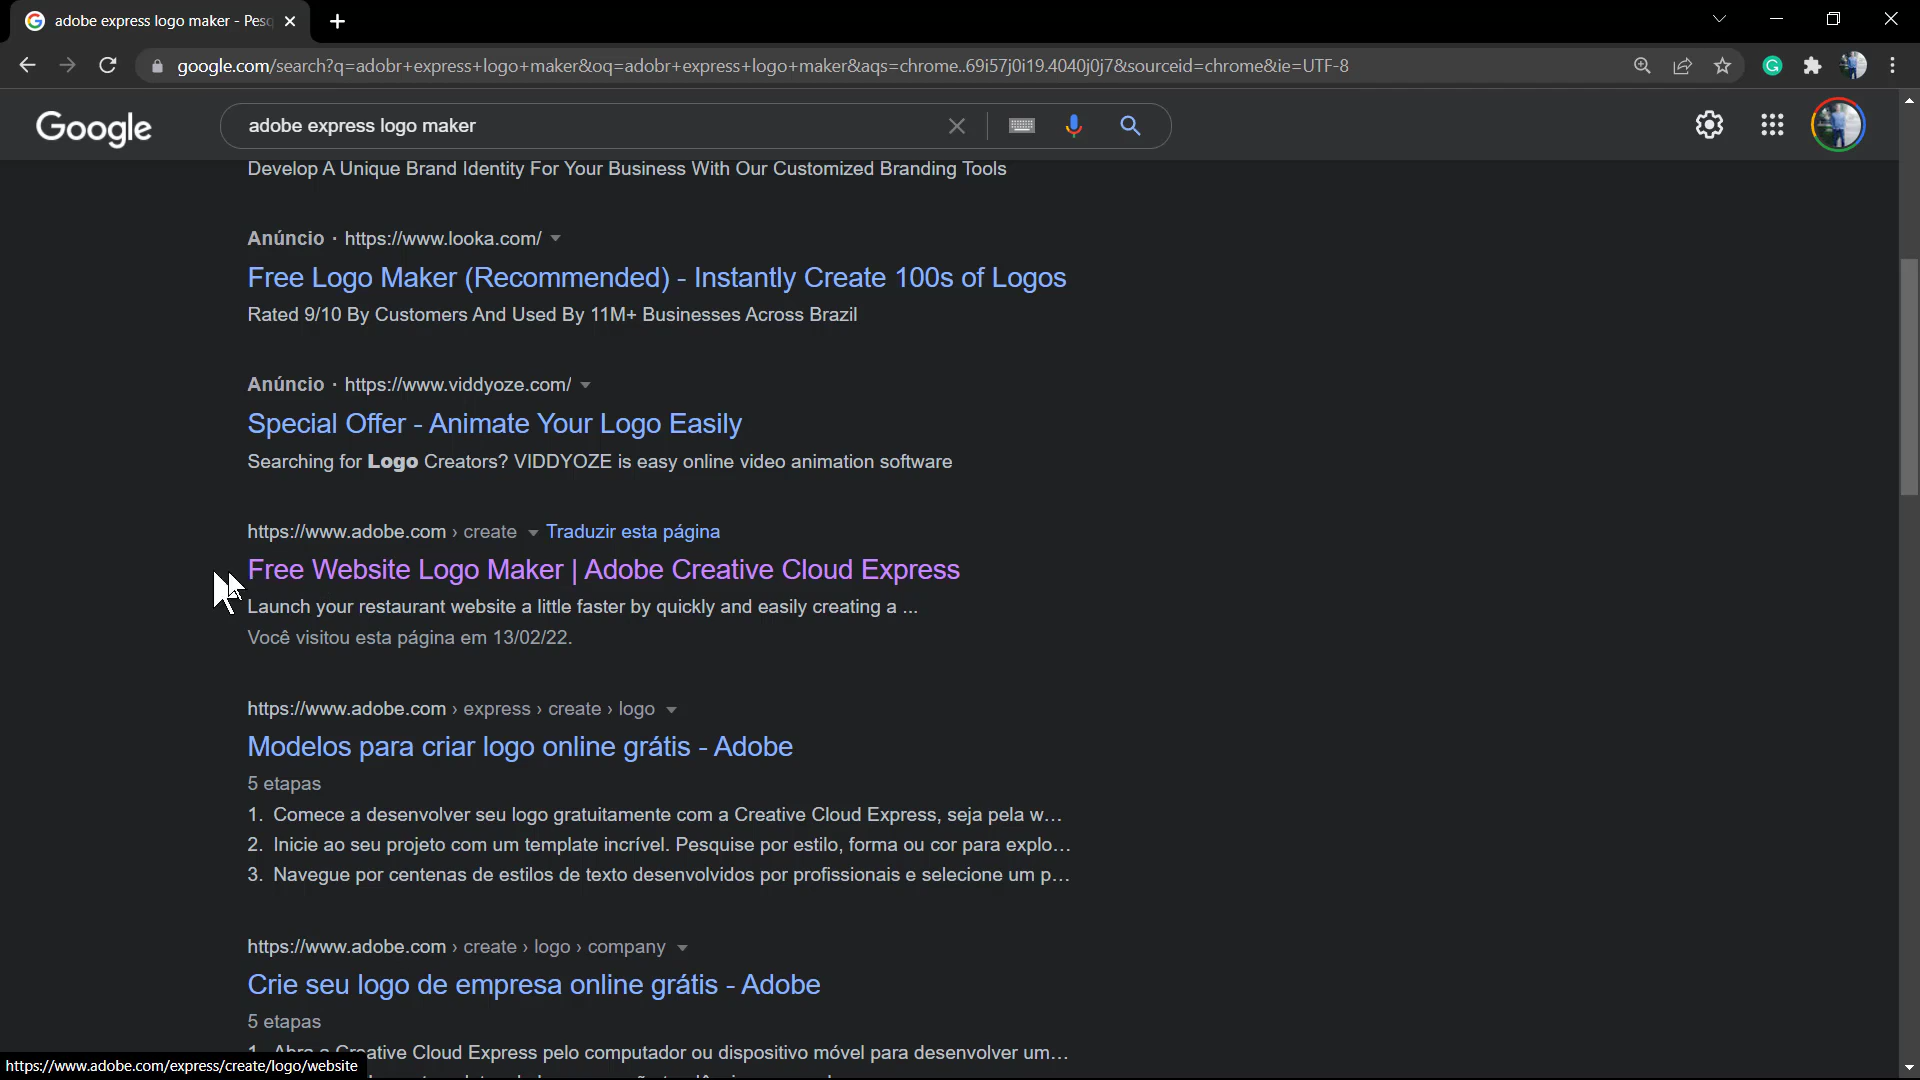 adobe express logo maker - Pesq
google.com/search?q=adobr+express+logo+maker&oq=adobr+express+logo+maker&aqs=chrome..69i57j0i19.4040j0j7&sourceid=chrome&ie=UTF-8
Google
adobe express logo maker
Develop A Unique Brand Identity For Your Business With Our Customized Branding Tools
Anúncio · https://www.looka.com/
Free Logo Maker (Recommended) - Instantly Create 100s of Logos
Rated 9/10 By Customers And Used By 11M+ Businesses Across Brazil
Anúncio · https://www.viddyoze.com/
Special Offer - Animate Your Logo Easily
Searching for Logo Creators? VIDDYOZE is easy online video animation software
https://www.adobe.com › create Traduzir esta página
Free Website Logo Maker | Adobe Creative Cloud Express
Launch your restaurant website a little faster by quickly and easily creating a ...
Você visitou esta página em 13/02/22.
https://www.adobe.com › express › create › logo
Modelos para criar logo online grátis - Adobe
5 etapas
1. Comece a desenvolver seu logo gratuitamente com a Creative Cloud Express, seja pela w...
2. Inicie ao seu projeto com um template incrível. Pesquise por estilo, forma ou cor para explo...
3. Navegue por centenas de estilos de texto desenvolvidos por profissionais e selecione um p...
https://www.adobe.com › create › logo › company
Crie seu logo de empresa online grátis - Adobe
5 etapas
1. Abra a Creative Cloud Express pelo computador ou dispositivo móvel para desenvolver um...
https://www.adobe.com/express/create/logo/website